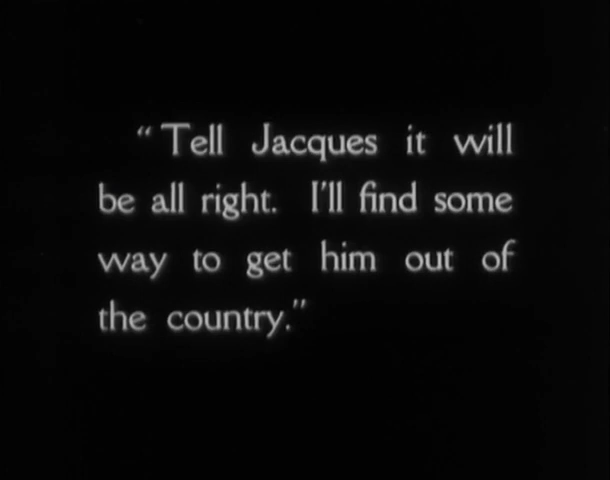 “Tell Jacques it will
be all right. I'll find some
way to get him out of
the country.”